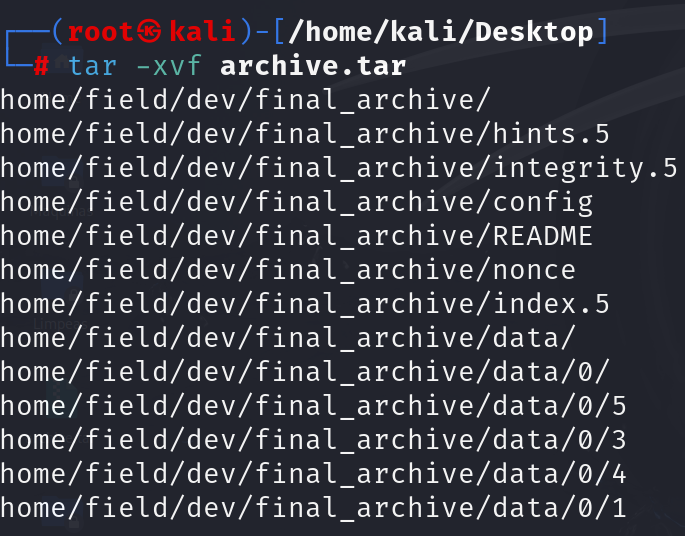 ┌──(root㉿kali)-[/home/kali/Desktop]
└─# tar -xvf archive.tar
home/field/dev/final_archive/
home/field/dev/final_archive/hints.5
home/field/dev/final_archive/integrity.5
home/field/dev/final_archive/config
home/field/dev/final_archive/README
home/field/dev/final_archive/nonce
home/field/dev/final_archive/index.5
home/field/dev/final_archive/data/
home/field/dev/final_archive/data/0/
home/field/dev/final_archive/data/0/5
home/field/dev/final_archive/data/0/3
home/field/dev/final_archive/data/0/4
home/field/dev/final_archive/data/0/1